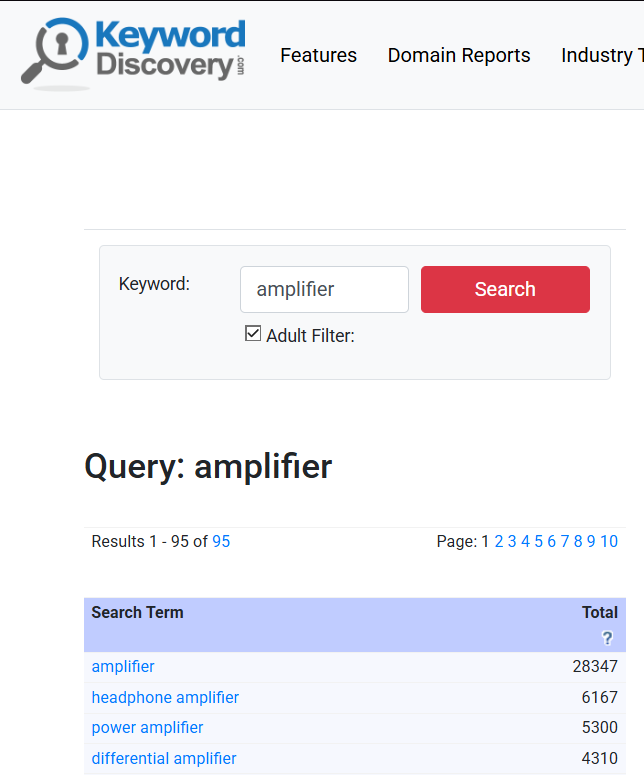 Keyword
Discovery.com
Features Domain Reports Industry T
Keyword: amplifier Search
Adult Filter:
Query: amplifier
Results 1 - 95 of 95 Page: 1 2 3 4 5 6 7 8 9 10
Search Term Total
?
amplifier 28347
headphone amplifier 6167
power amplifier 5300
differential amplifier 4310